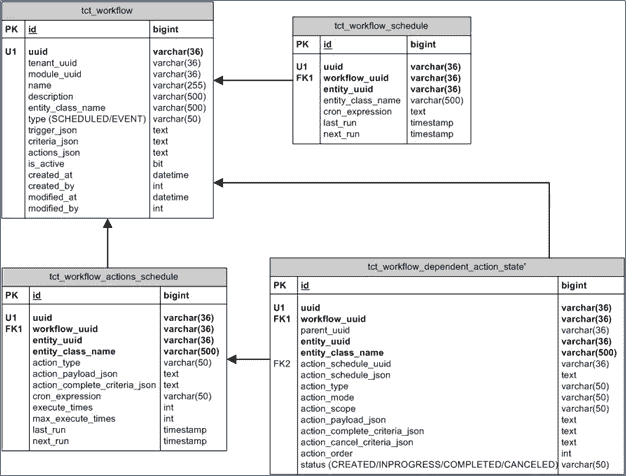 tct_workflow
PK id bigint
U1 uuid varchar(36)
tenant_uuid varchar(36)
module_uuid varchar(36)
name varchar(255)
description varchar(500)
entity_class_name varchar(500)
type (SCHEDULED/EVENT) varchar(50)
trigger_json text
criteria_json text
actions_json text
is_active bit
created_at datetime
created_by int
modified_at datetime
modified_by int
tct_workflow_schedule
PK id bigint
U1 uuid varchar(36)
FK1 workflow_uuid varchar(36)
entity_uuid varchar(36)
entity_class_name varchar(500)
cron_expression text
last_run timestamp
next_run timestamp
tct_workflow_actions_schedule
PK id bigint
U1 uuid varchar(36)
FK1 workflow_uuid varchar(36)
entity_uuid varchar(36)
entity_class_name varchar(500)
action_type varchar(50)
action_payload_json text
action_complete_criteria_json text
cron_expression varchar(50)
execute_times int
max_execute_times int
last_run timestamp
next_run timestamp
tct_workflow_dependent_action_state"
PK id bigint
U1 uuid varchar(36)
FK1 workflow_uuid varchar(36)
parent_uuid varchar(36)
entity_uuid varchar(36)
entity_class_name varchar(500)
FK2 action_schedule_uuid varchar(36)
action_schedule_json text
action_type varchar(50)
action_mode varchar(50)
action_scope varchar(50)
action_payload_json text
action_complete_criteria_json text
action_cancel_criteria_json text
action_order int
status (CREATED/INPROGRESS/COMPLETED/CANCELED) varchar(50)